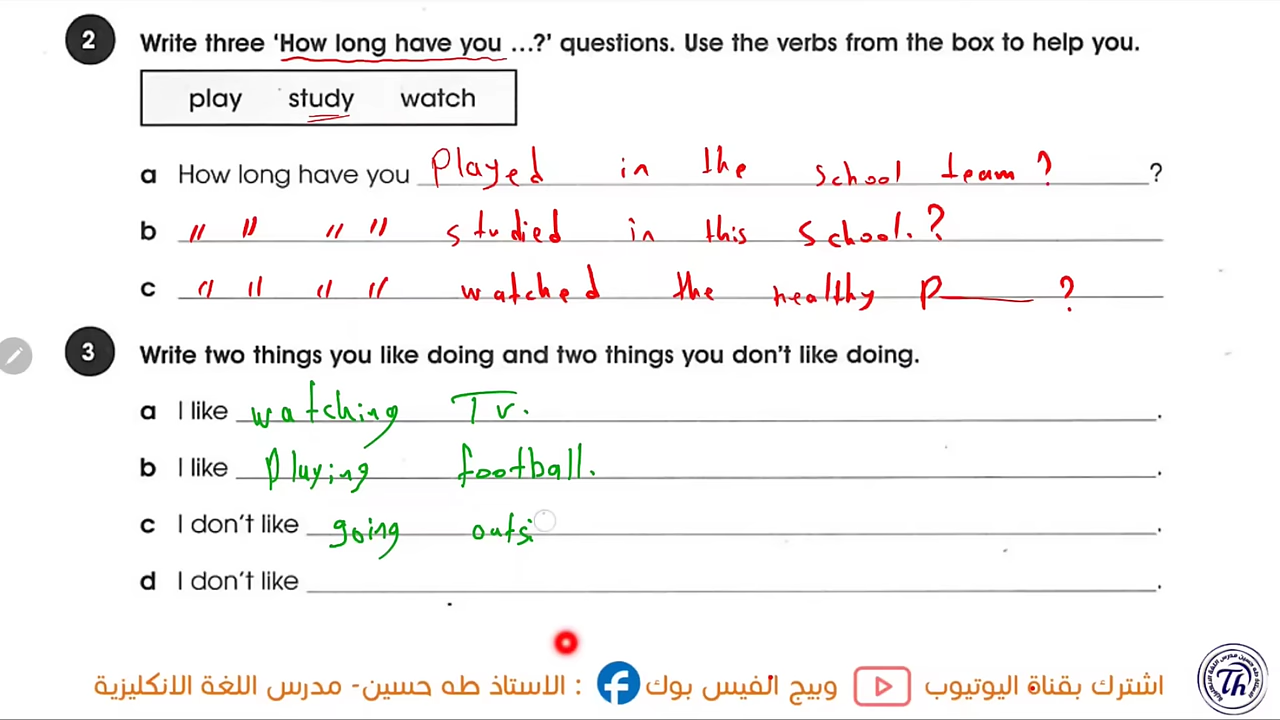 2 Write three 'How long have you ...?' questions. Use the verbs from the box to help you.
play study watch
a How long have you played in the school team? ?
b " " " " studied in this school.?
c " " " " watched the healthy P____ ?
3 Write two things you like doing and two things you don't like doing.
a I like watching Tv. .
b I like playing football. .
c I don't like going outsi .
d I don't like .
اشترك بقناة اليوتيوب وبيج الفيس بوك : الاستاذ طه حسين- مدرس اللغة الانكليزية
Th